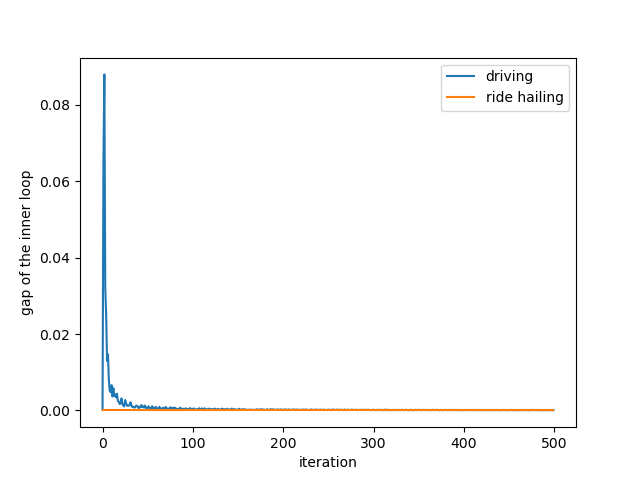 driving
ride hailing
0.08
0.06
0.04
0.02
0.00
gap of the inner loop
0 100 200 300 400 500
iteration